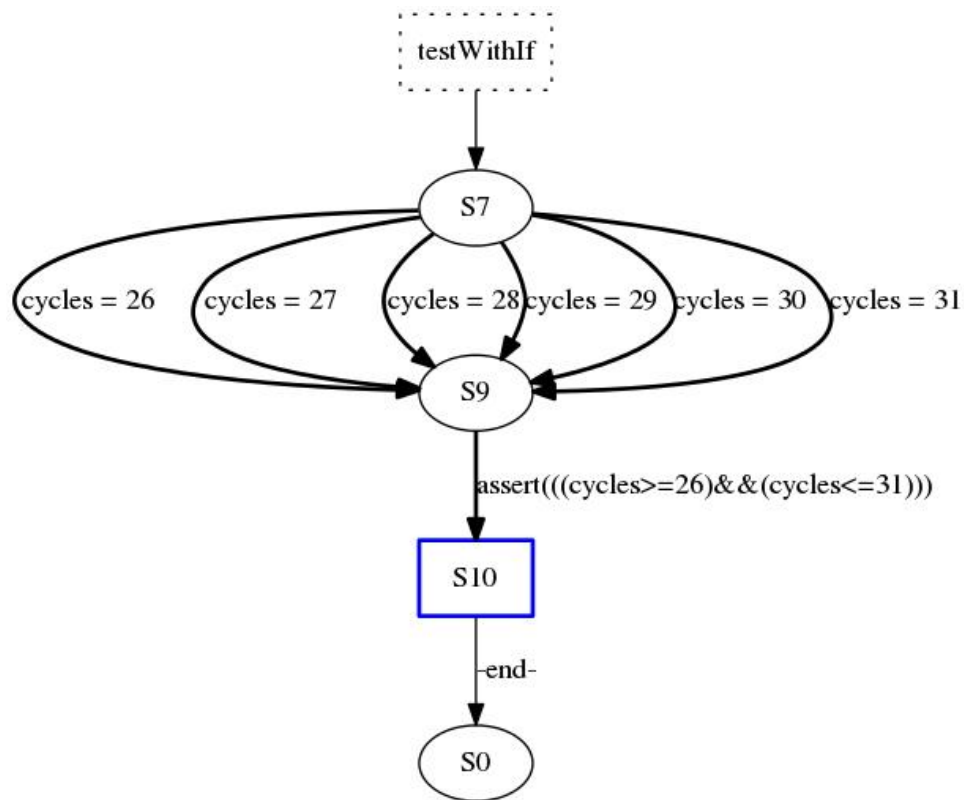 testWithIf
S7
cycles = 26
cycles = 27
cycles = 28
cycles = 29
cycles = 30
cycles = 31
S9
assert(((cycles>=26)&&(cycles<=31)))
S10
-end-
S0